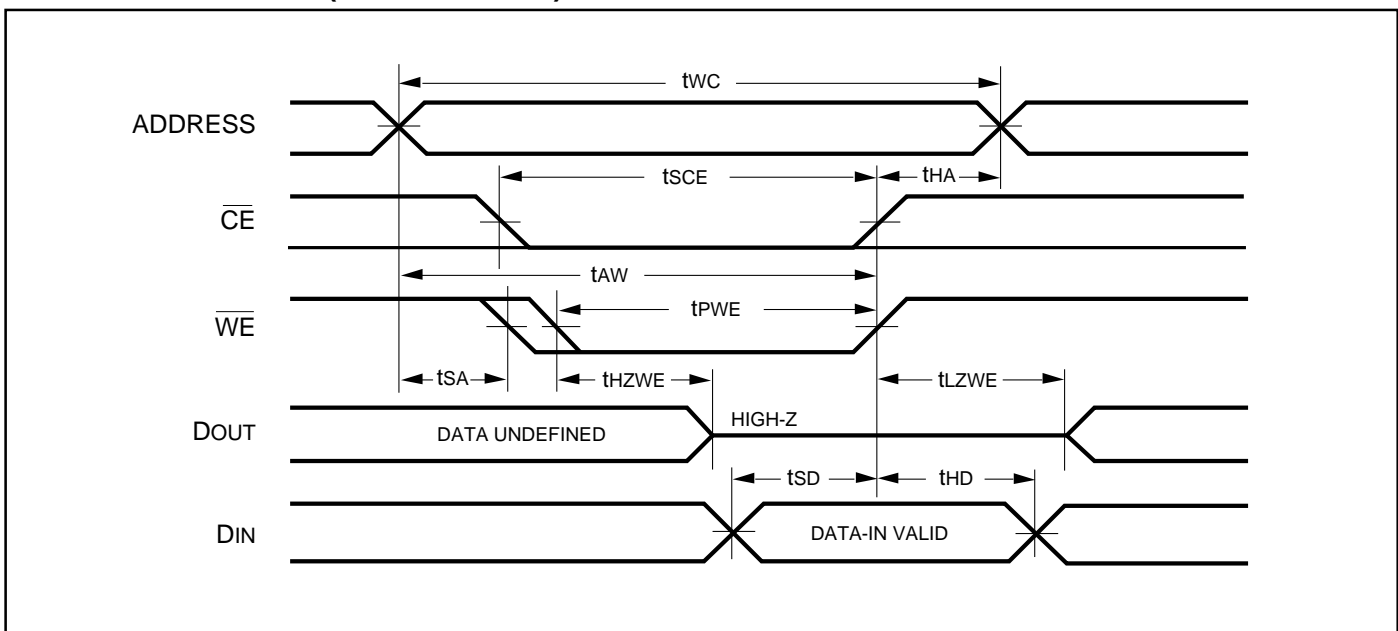 tWC
ADDRESS
tSCE
tHA
CE
tAW
tPWE
WE
tSA
tHZWE
tLZWE
DOUT
DATA UNDEFINED
HIGH-Z
tSD
tHD
DIN
DATA-IN VALID